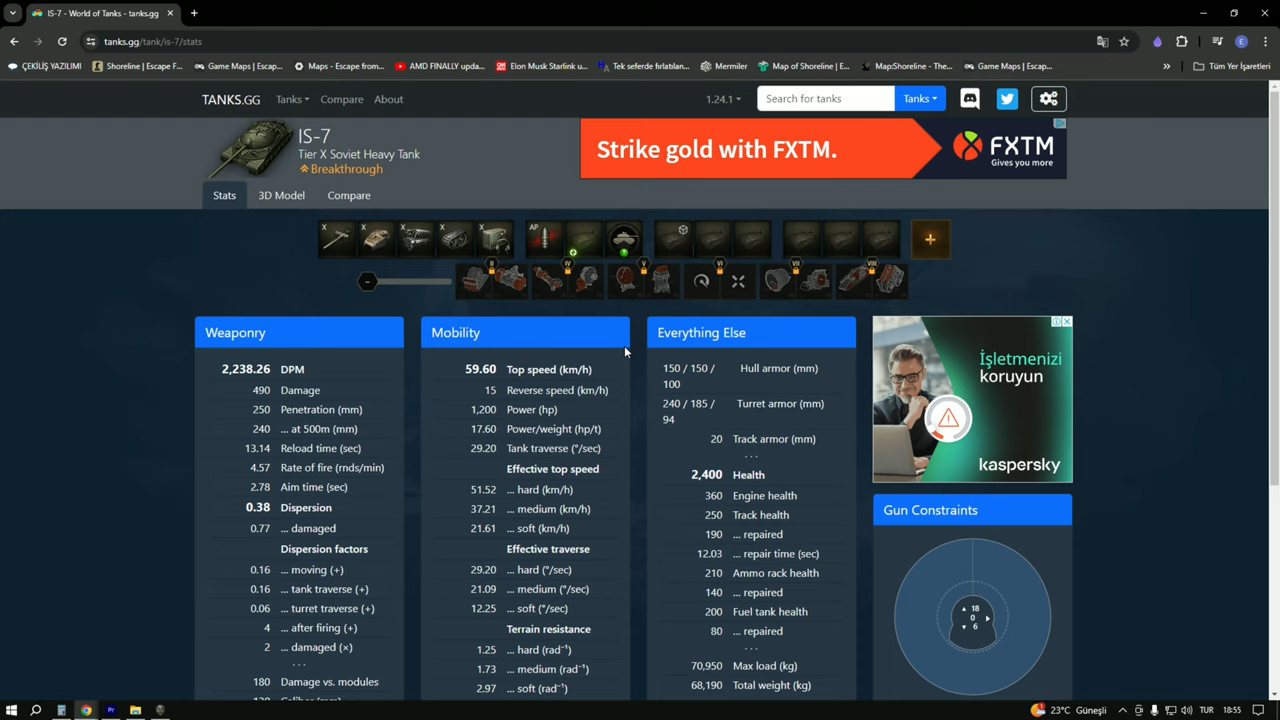 IS-7 - World of Tanks - tanks.gg
tanks.gg/tank/is-7/stats
ÇEKİLİŞ YAZILIMI
Shoreline | Escape F...
Game Maps | Escap...
Maps - Escape from...
AMD FINALLY upda...
Elon Musk Starlink u...
Tek seferde fırlatılan...
Mermiler
Map of Shoreline | E...
Map:Shoreline - The...
Game Maps | Escap...
Tüm Yer İşaretleri
TANKS.GG Tanks Compare About
1.24.1
Search for tanks
Tanks
IS-7
Tier X Soviet Heavy Tank
Breakthrough
Strike gold with FXTM.
FXTM
Gives you more
Stats 3D Model Compare
X X X X X AP
II IV V VI VII VIII
Weaponry
2,238.26 DPM
490 Damage
250 Penetration (mm)
240 ... at 500m (mm)
13.14 Reload time (sec)
4.57 Rate of fire (rnds/min)
2.78 Aim time (sec)
0.38 Dispersion
0.77 ... damaged
Dispersion factors
0.16 ... moving (+)
0.16 ... tank traverse (+)
0.06 ... turret traverse (+)
4 ... after firing (+)
2 ... damaged (×)
...
180 Damage vs. modules
Mobility
59.60 Top speed (km/h)
15 Reverse speed (km/h)
1,200 Power (hp)
17.60 Power/weight (hp/t)
29.20 Tank traverse (°/sec)
Effective top speed
51.52 ... hard (km/h)
37.21 ... medium (km/h)
21.61 ... soft (km/h)
Effective traverse
29.20 ... hard (°/sec)
21.09 ... medium (°/sec)
12.25 ... soft (°/sec)
Terrain resistance
1.25 ... hard (rad⁻¹)
1.73 ... medium (rad⁻¹)
2.97 ... soft (rad⁻¹)
Everything Else
150 / 150 / Hull armor (mm)
100
240 / 185 / Turret armor (mm)
94
20 Track armor (mm)
...
2,400 Health
360 Engine health
250 Track health
190 ... repaired
12.03 ... repair time (sec)
210 Ammo rack health
140 ... repaired
200 Fuel tank health
80 ... repaired
...
70,950 Max load (kg)
68,190 Total weight (kg)
İşletmenizi
koruyun
kaspersky
Gun Constraints
18
0
6
23°C Güneşli
TUR
18:55